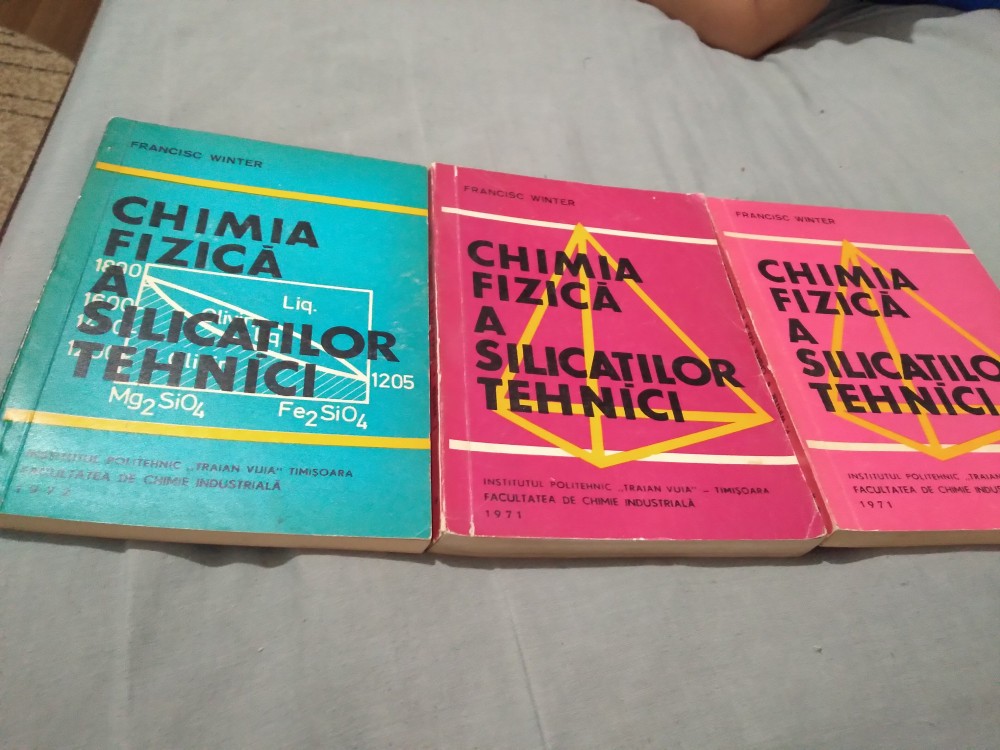 FRANCISC WINTER
CHIMIA
FIZICĂ
A
SILICAȚILOR
TEHNICI
1800
1600
Liq.
1205
Mg2SiO4
Fe2SiO4
INSTITUTUL POLITEHNIC „TRAIAN VUIA" TIMIȘOARA
FACULTATEA DE CHIMIE INDUSTRIALĂ
1972
FRANCISC WINTER
CHIMIA
FIZICĂ
A
SILICAȚILOR
TEHNICI
INSTITUTUL POLITEHNIC „TRAIAN VUIA" - TIMIȘOARA
FACULTATEA DE CHIMIE INDUSTRIALĂ
1971
FRANCISC WINTER
CHIMIA
FIZICĂ
A
SILICAȚILO
TEHNICI
INSTITUTUL POLITEHNIC „TRAIAN
FACULTATEA DE CHIMIE INDUS
1971